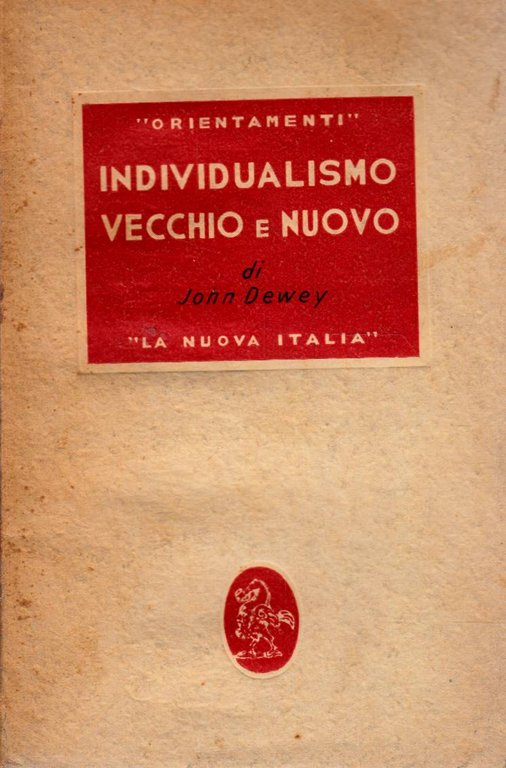 "ORIENTAMENTI"
INDIVIDUALISMO
VECCHIO E NUOVO
di
John Dewey
"LA NUOVA ITALIA"